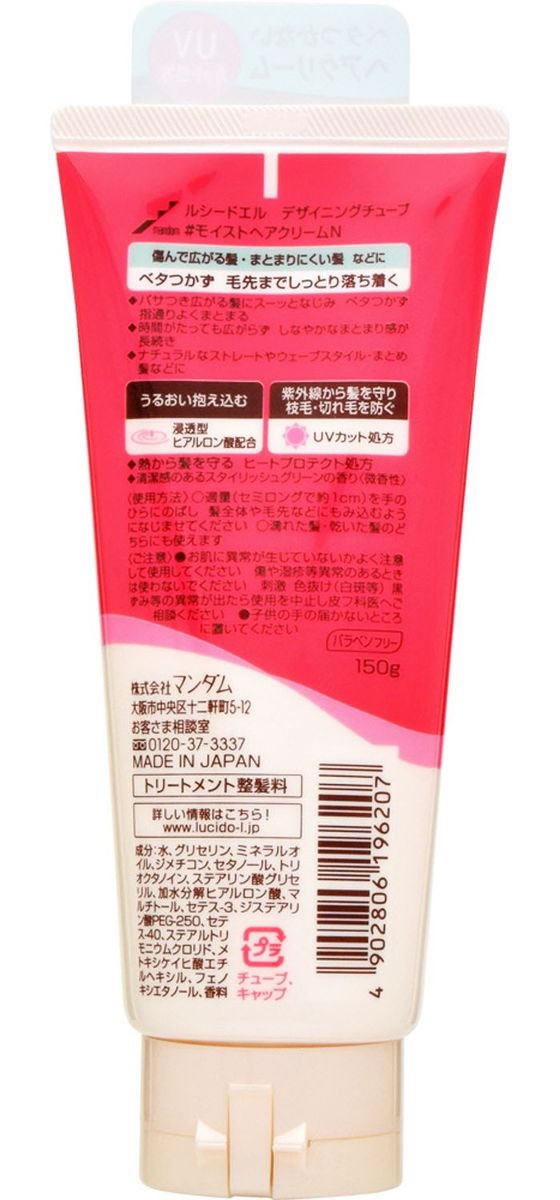 UV
ベタつかない
ヘアクリーム
mandom
ルシードエル デザイニングチューブ
#モイストヘアクリームN
傷んで広がる髪・まとまりにくい髪 などに
ベタつかず 毛先までしっとり落ち着く
◆パサつき広がる髪にスーッとなじみ ベタつかず
指通りよくまとまる
◆時間がたっても広がらず しなやかなまとまり感が
長続き
◆ナチュラルなストレートやウェーブスタイル・まとめ
髪などに
うるおい抱え込む
浸透型
ヒアルロン酸配合
紫外線から髪を守り
枝毛・切れ毛を防ぐ
UVカット処方
◆熱から髪を守る ヒートプロテクト処方
◆清潔感のあるスタイリッシュグリーンの香り〈微香性〉
〈使用方法〉○適量(セミロングで約1cm)を手の
ひらにのばし 髪全体や毛先などにもみ込むよう
になじませてください ○濡れた髪・乾いた髪のど
ちらにも使えます
〈ご注意〉●お肌に異常が生じていないかよく注意
して使用してください 傷や湿疹等異常のあるとき
は使わないでください 刺激 色抜け(白斑等) 黒
ずみ等の異常が出たら使用を中止し皮フ科医へご
相談ください ●子供の手の届かないところ
に置いてください
パラベンフリー
150g
株式会社 マンダム
大阪市中央区十二軒町5-12
お客さま相談室
0120-37-3337
MADE IN JAPAN
トリートメント整髪料
詳しい情報はこちら!
www.lucido-l.jp
成分:水、グリセリン、ミネラルオ
イル、ジメチコン、セタノール、トリ
オクタノイン、ステアリン酸グリセ
リル、加水分解ヒアルロン酸、マ
ルチトール、セテス-3、ジステアリ
ン酸PEG-250、セテ
ス-40、ステアルトリ
モニウムクロリド、メ
トキシケイヒ酸エチ
ルヘキシル、フェノ
キシエタノール、香料
プラ
チューブ、
キャップ
4 902806 196207